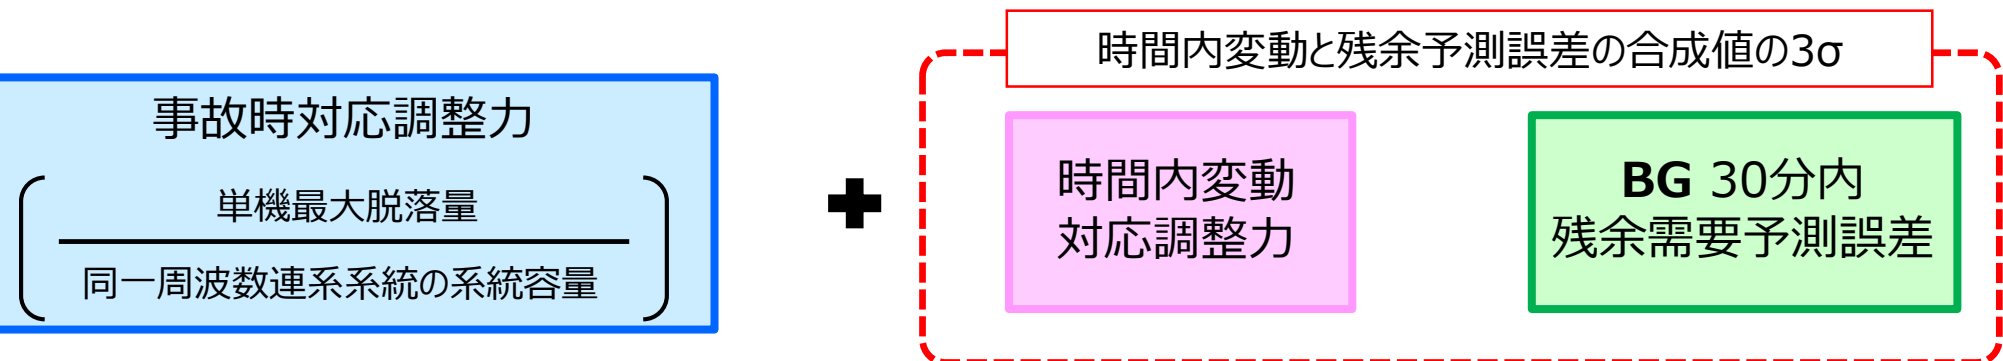 時間内変動と残余予測誤差の合成値の3σ
事故時対応調整力
単機最大脱落量
同一周波数連系系統の系統容量
+
時間内変動
対応調整力
BG 30分内
残余需要予測誤差